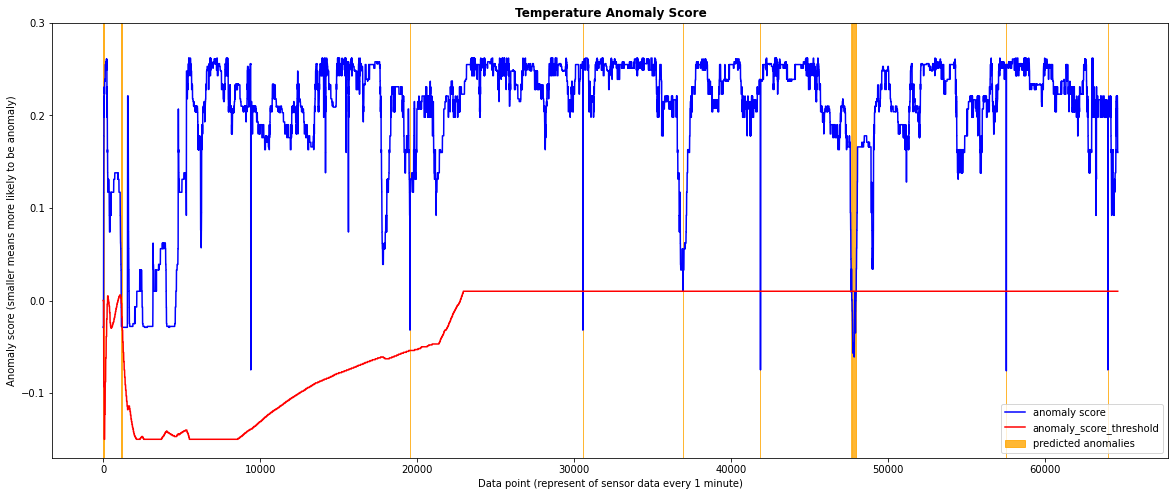 Temperature Anomaly Score
Anomaly score (smaller means more likely to be anomaly)
0.3
0.2
0.1
0.0
−0.1
0 10000 20000 30000 40000 50000 60000
Data point (represent of sensor data every 1 minute)
anomaly score
anomaly_score_threshold
predicted anomalies